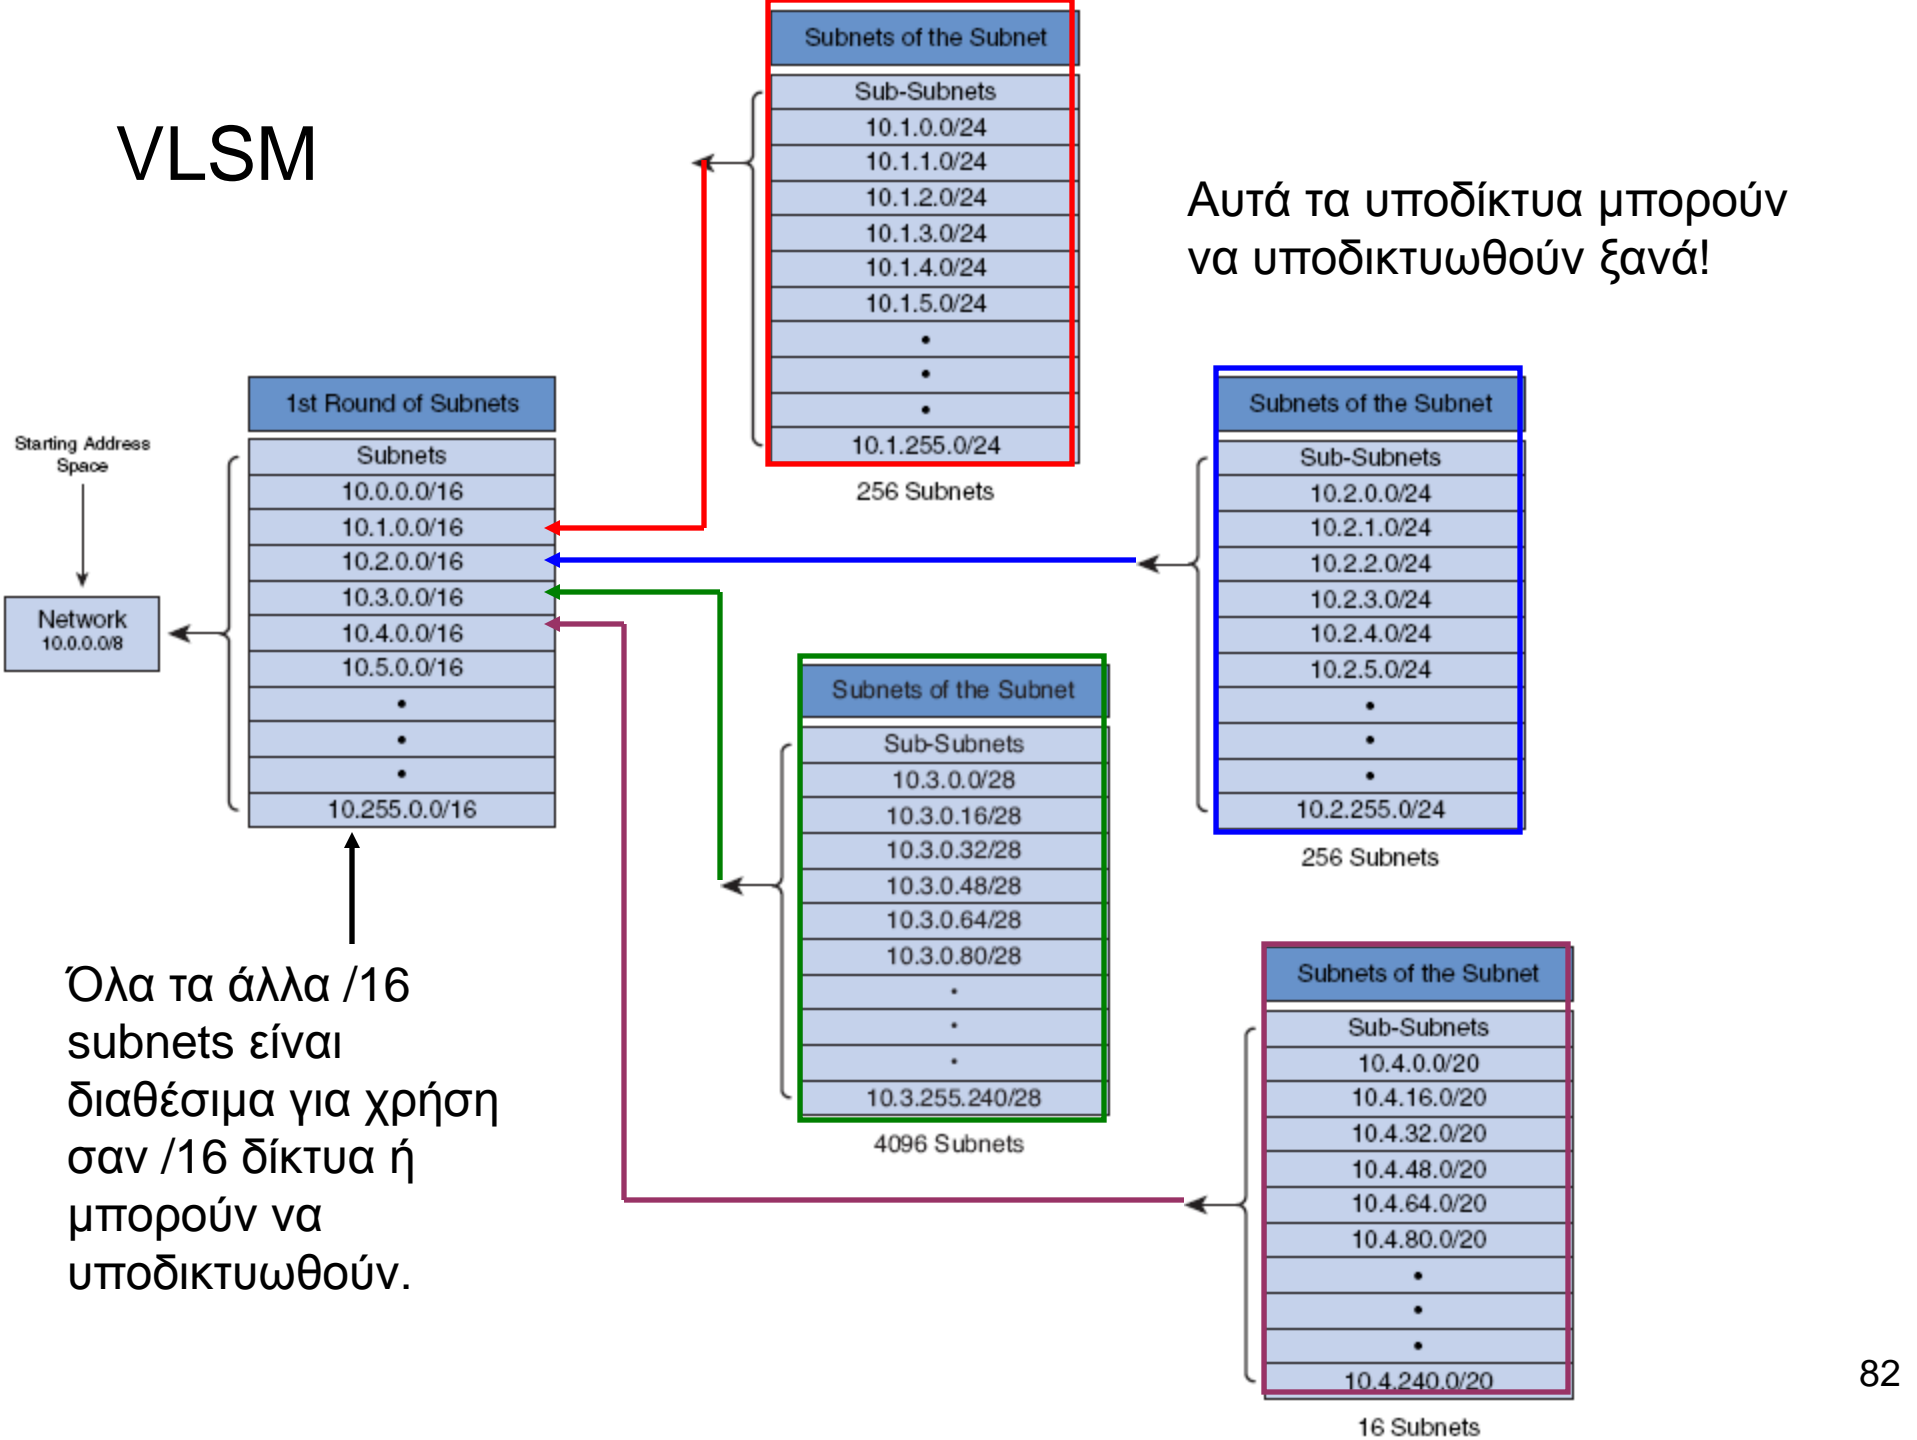 VLSM
Subnets of the Subnet
Sub-Subnets
10.1.0.0/24
10.1.1.0/24
10.1.2.0/24
10.1.3.0/24
10.1.4.0/24
10.1.5.0/24
•
•
•
10.1.255.0/24
256 Subnets
Αυτά τα υποδίκτυα μπορούν
να υποδικτυωθούν ξανά!
Starting Address
Space
Network
10.0.0.0/8
1st Round of Subnets
Subnets
10.0.0.0/16
10.1.0.0/16
10.2.0.0/16
10.3.0.0/16
10.4.0.0/16
10.5.0.0/16
•
•
•
10.255.0.0/16
Subnets of the Subnet
Sub-Subnets
10.2.0.0/24
10.2.1.0/24
10.2.2.0/24
10.2.3.0/24
10.2.4.0/24
10.2.5.0/24
•
•
•
10.2.255.0/24
256 Subnets
Subnets of the Subnet
Sub-Subnets
10.3.0.0/28
10.3.0.16/28
10.3.0.32/28
10.3.0.48/28
10.3.0.64/28
10.3.0.80/28
•
•
•
10.3.255.240/28
4096 Subnets
Όλα τα άλλα /16
subnets είναι
διαθέσιμα για χρήση
σαν /16 δίκτυα ή
μπορούν να
υποδικτυωθούν.
Subnets of the Subnet
Sub-Subnets
10.4.0.0/20
10.4.16.0/20
10.4.32.0/20
10.4.48.0/20
10.4.64.0/20
10.4.80.0/20
•
•
•
10.4.240.0/20
16 Subnets
82